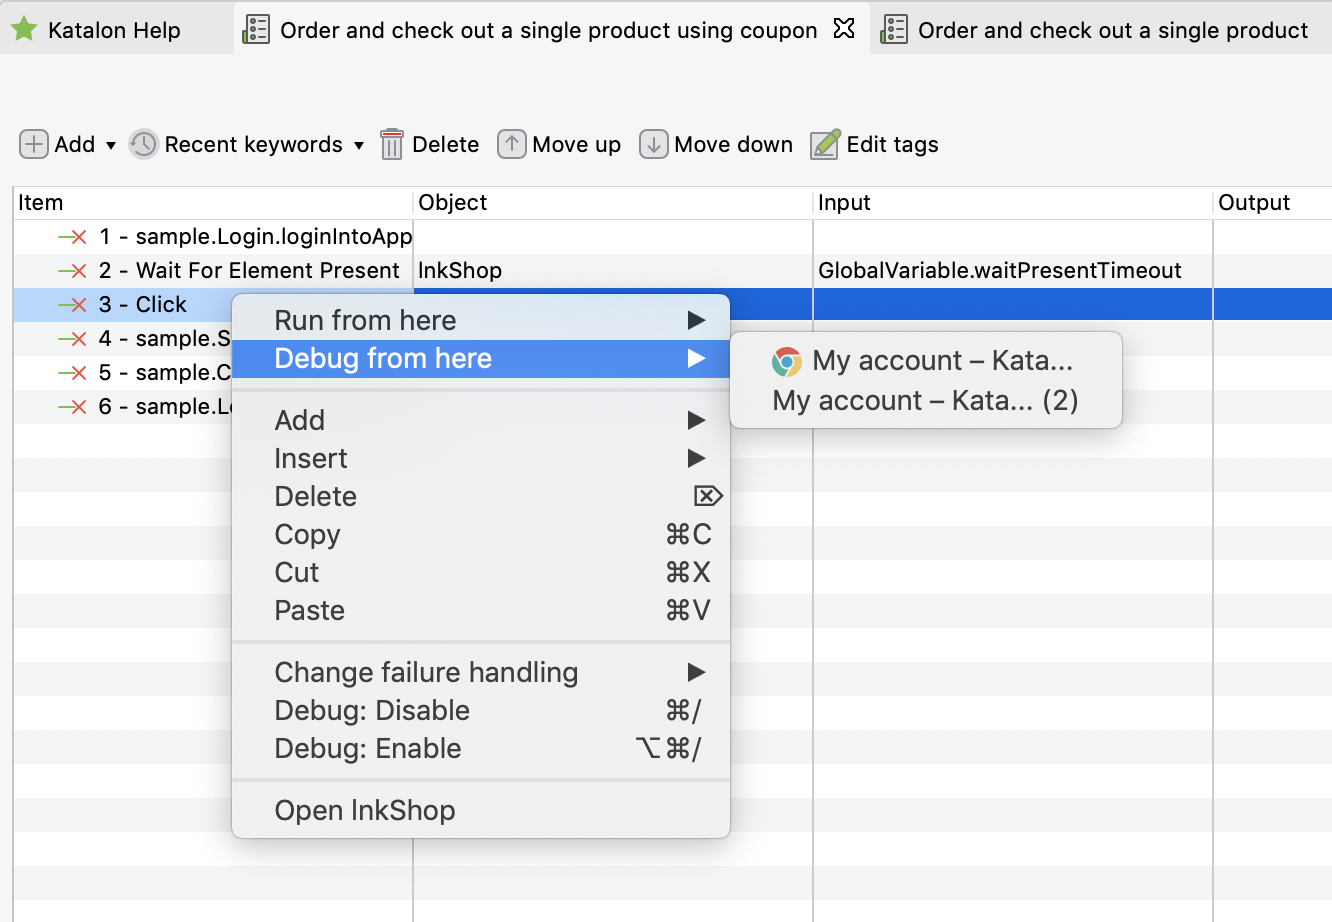 Katalon Help
Order and check out a single product using coupon
Order and check out a single product
Add
Recent keywords
Delete
Move up
Move down
Edit tags
Item Object Input Output
1 - sample.Login.loginIntoApp
2 - Wait For Element Present InkShop GlobalVariable.waitPresentTimeout
3 - Click
4 - sample.S
5 - sample.C
6 - sample.Lo
Run from here
Debug from here
My account – Kata...
My account – Kata... (2)
Add
Insert
Delete ⌦
Copy ⌘C
Cut ⌘X
Paste ⌘V
Change failure handling
Debug: Disable ⌘/
Debug: Enable ⌥⌘/
Open InkShop